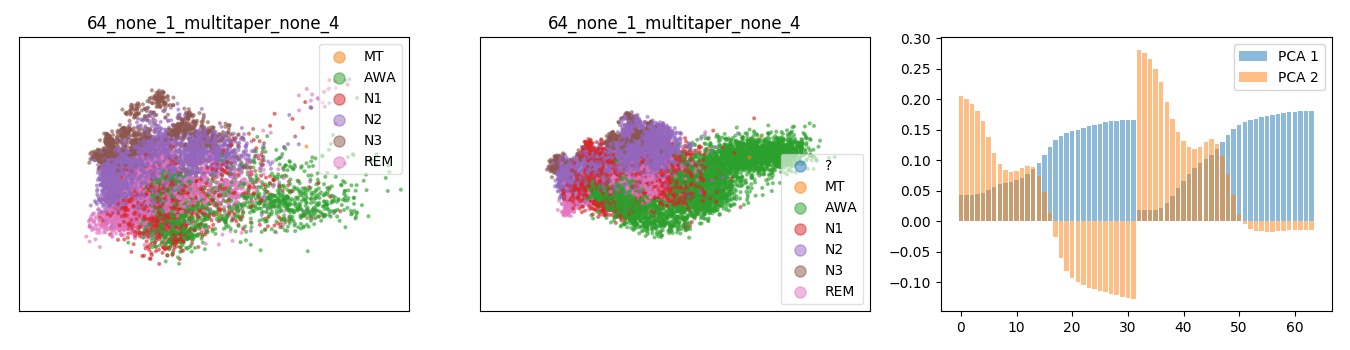 64_none_1_multitaper_none_4
MT
AWA
N1
N2
N3
REM
64_none_1_multitaper_none_4
?
MT
AWA
N1
N2
N3
REM
PCA 1
PCA 2
0.30
0.25
0.20
0.15
0.10
0.05
0.00
−0.05
−0.10
0 10 20 30 40 50 60